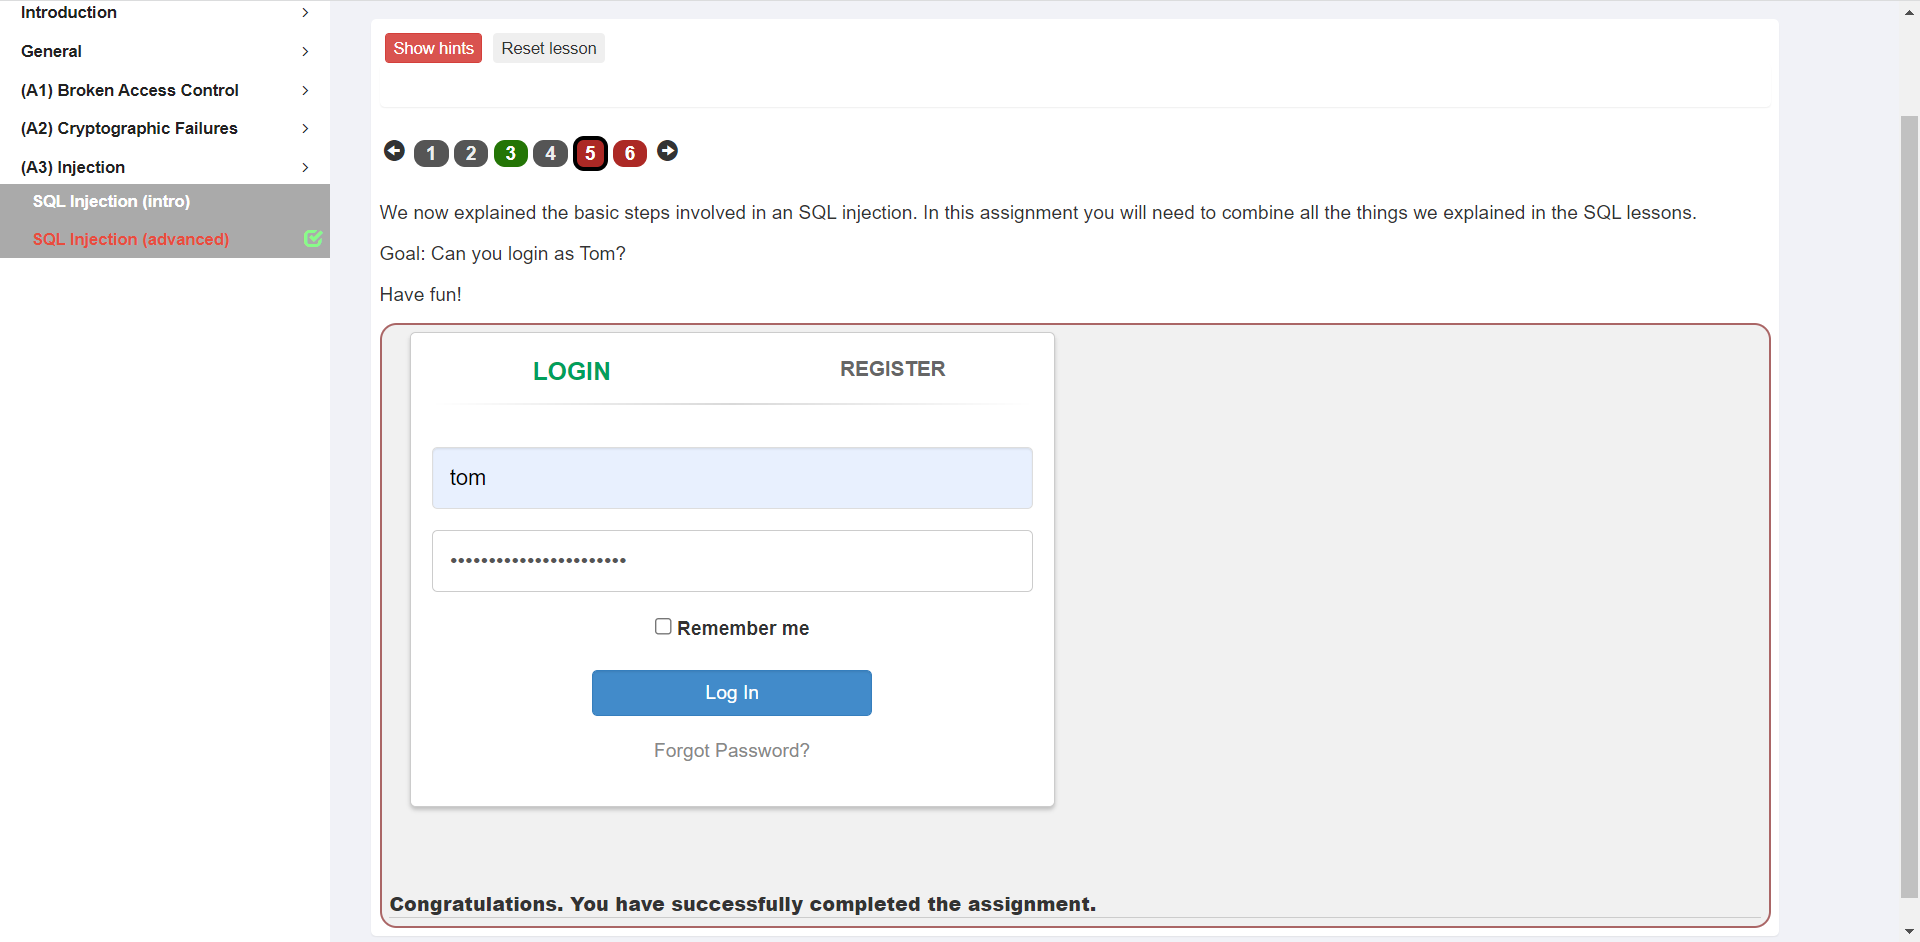 Introduction
General
(A1) Broken Access Control
(A2) Cryptographic Failures
(A3) Injection
SQL Injection (intro)
SQL Injection (advanced)
Show hints
Reset lesson
1 2 3 4 5 6
We now explained the basic steps involved in an SQL injection. In this assignment you will need to combine all the things we explained in the SQL lessons.
Goal: Can you login as Tom?
Have fun!
LOGIN
REGISTER
tom
•••••••••••••••••••••••
Remember me
Log In
Forgot Password?
Congratulations. You have successfully completed the assignment.